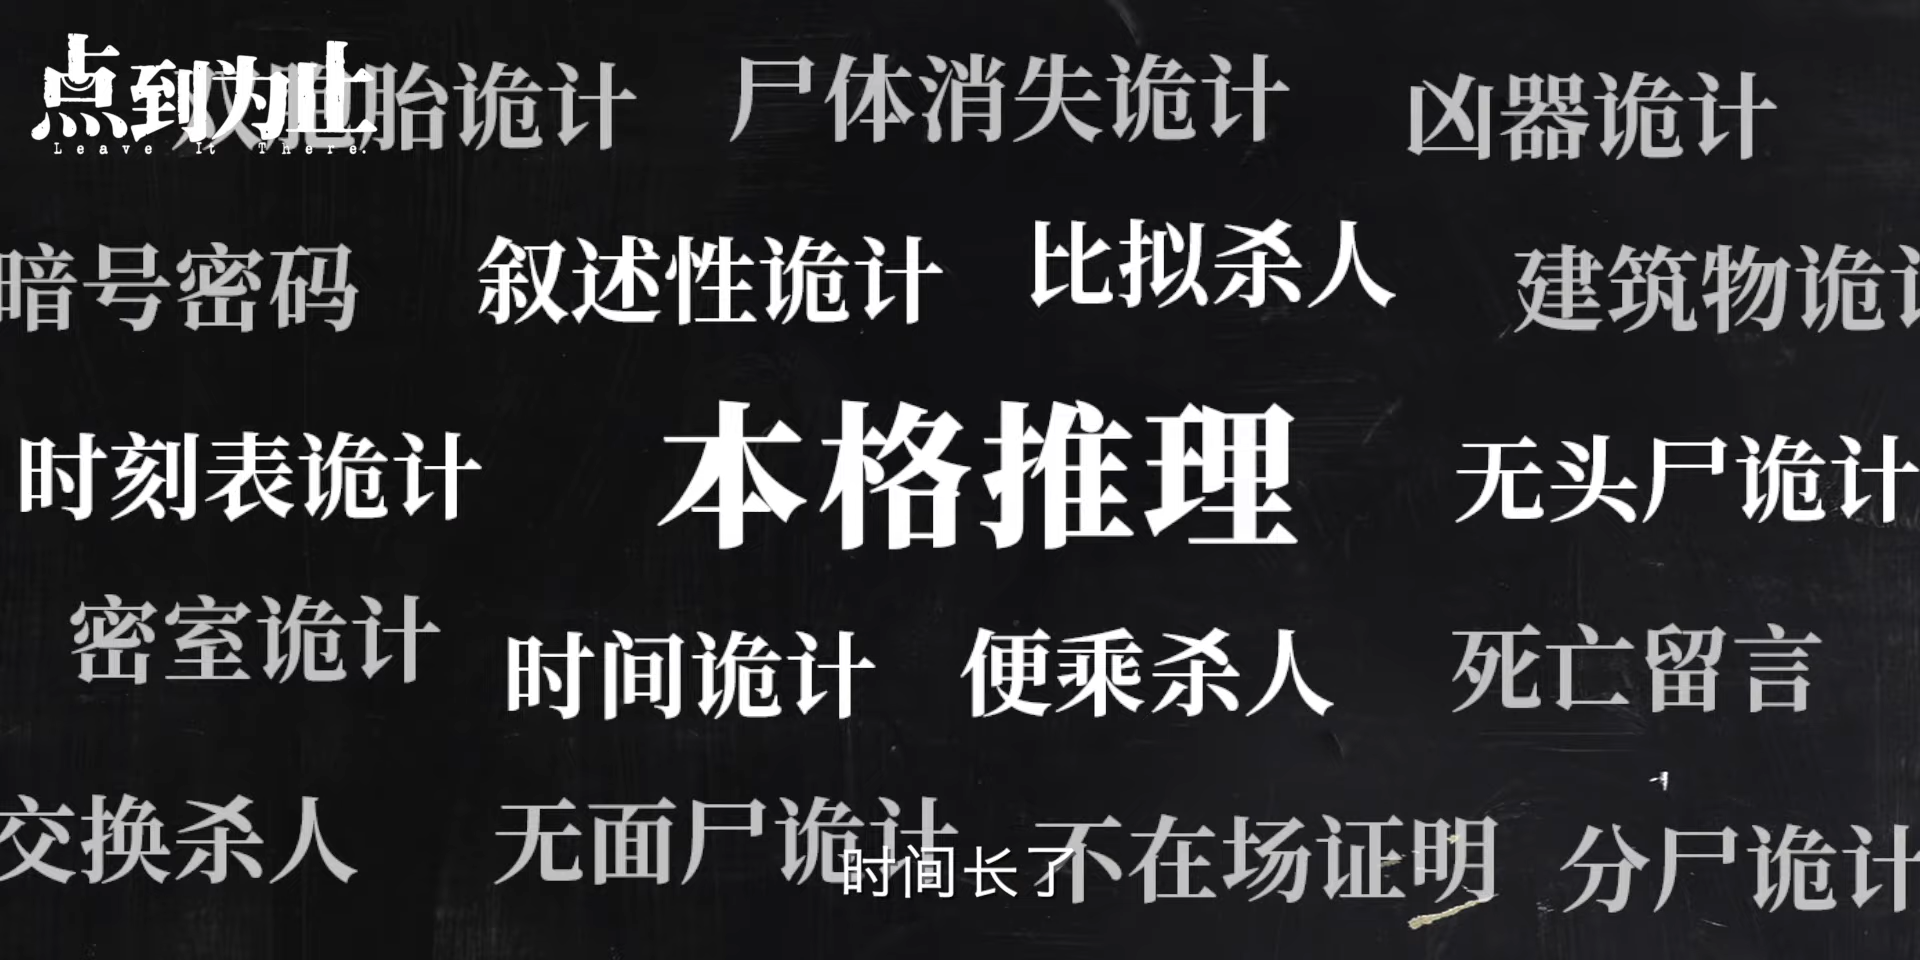 点到为止
Leave It There.
双胞胎诡计
尸体消失诡计
凶器诡计
暗号密码
叙述性诡计
比拟杀人
建筑物诡计
时刻表诡计
本格推理
无头尸诡计
密室诡计
时间诡计
便乘杀人
死亡留言
交换杀人
无面尸诡计
不在场证明
分尸诡计
时间长了